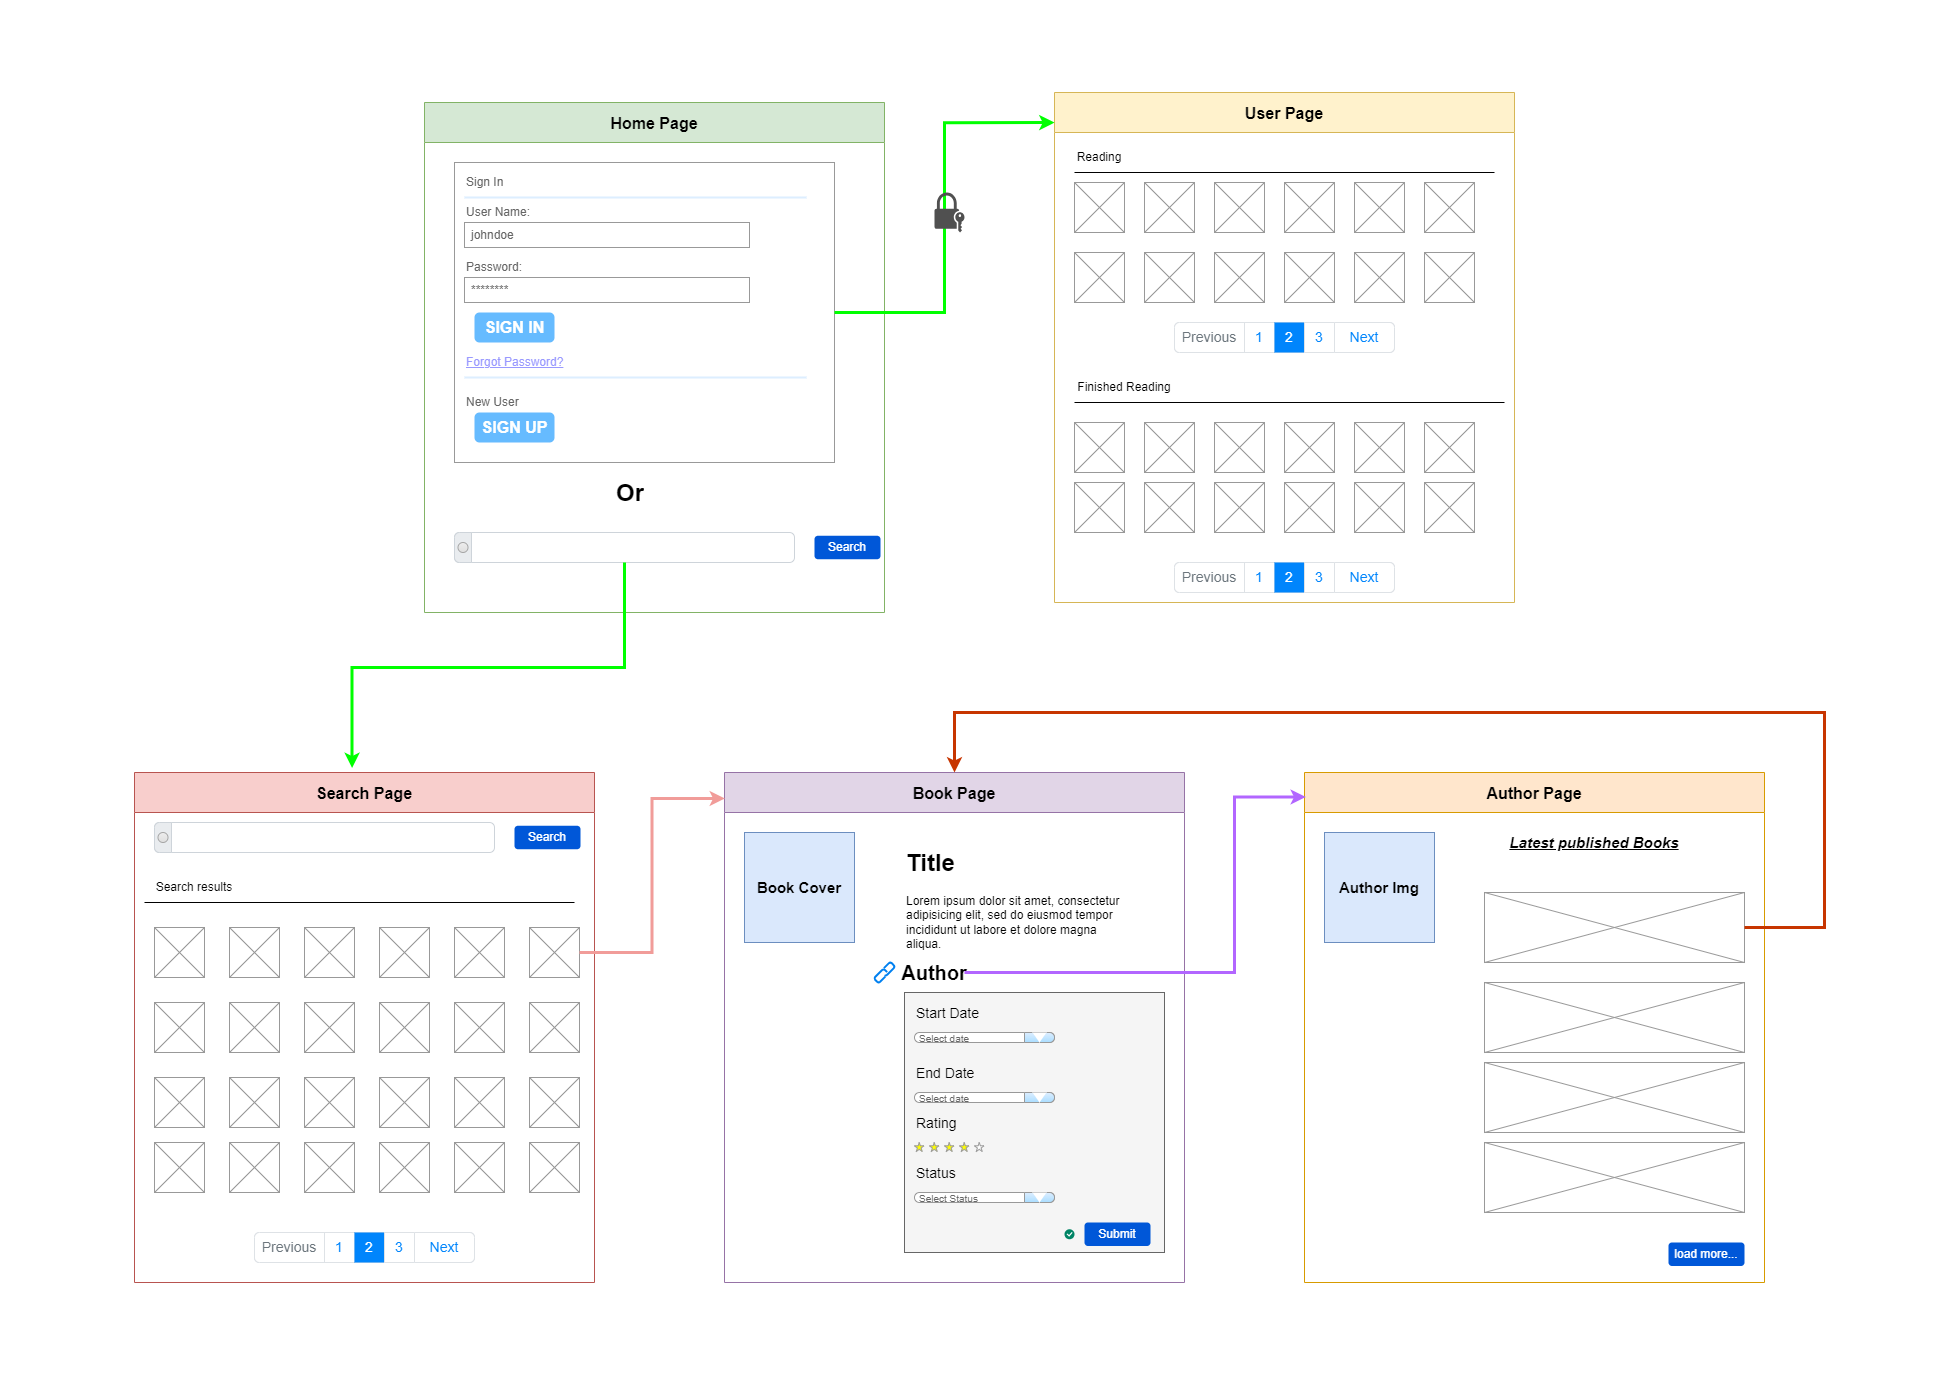 Home Page
Sign In
User Name:
johndoe
Password:
********
SIGN IN
Forgot Password?
New User
SIGN UP
Or
Search
User Page
Reading
Previous 1 2 3 Next
Finished Reading
Previous 1 2 3 Next
Search Page
Search
Search results
Previous 1 2 3 Next
Book Page
Book Cover
Title
Lorem ipsum dolor sit amet, consectetur
adipisicing elit, sed do eiusmod tempor
incididunt ut labore et dolore magna
aliqua.
Author
Start Date
Select date
End Date
Select date
Rating
Status
Select Status
Submit
Author Page
Author Img
Latest published Books
load more...